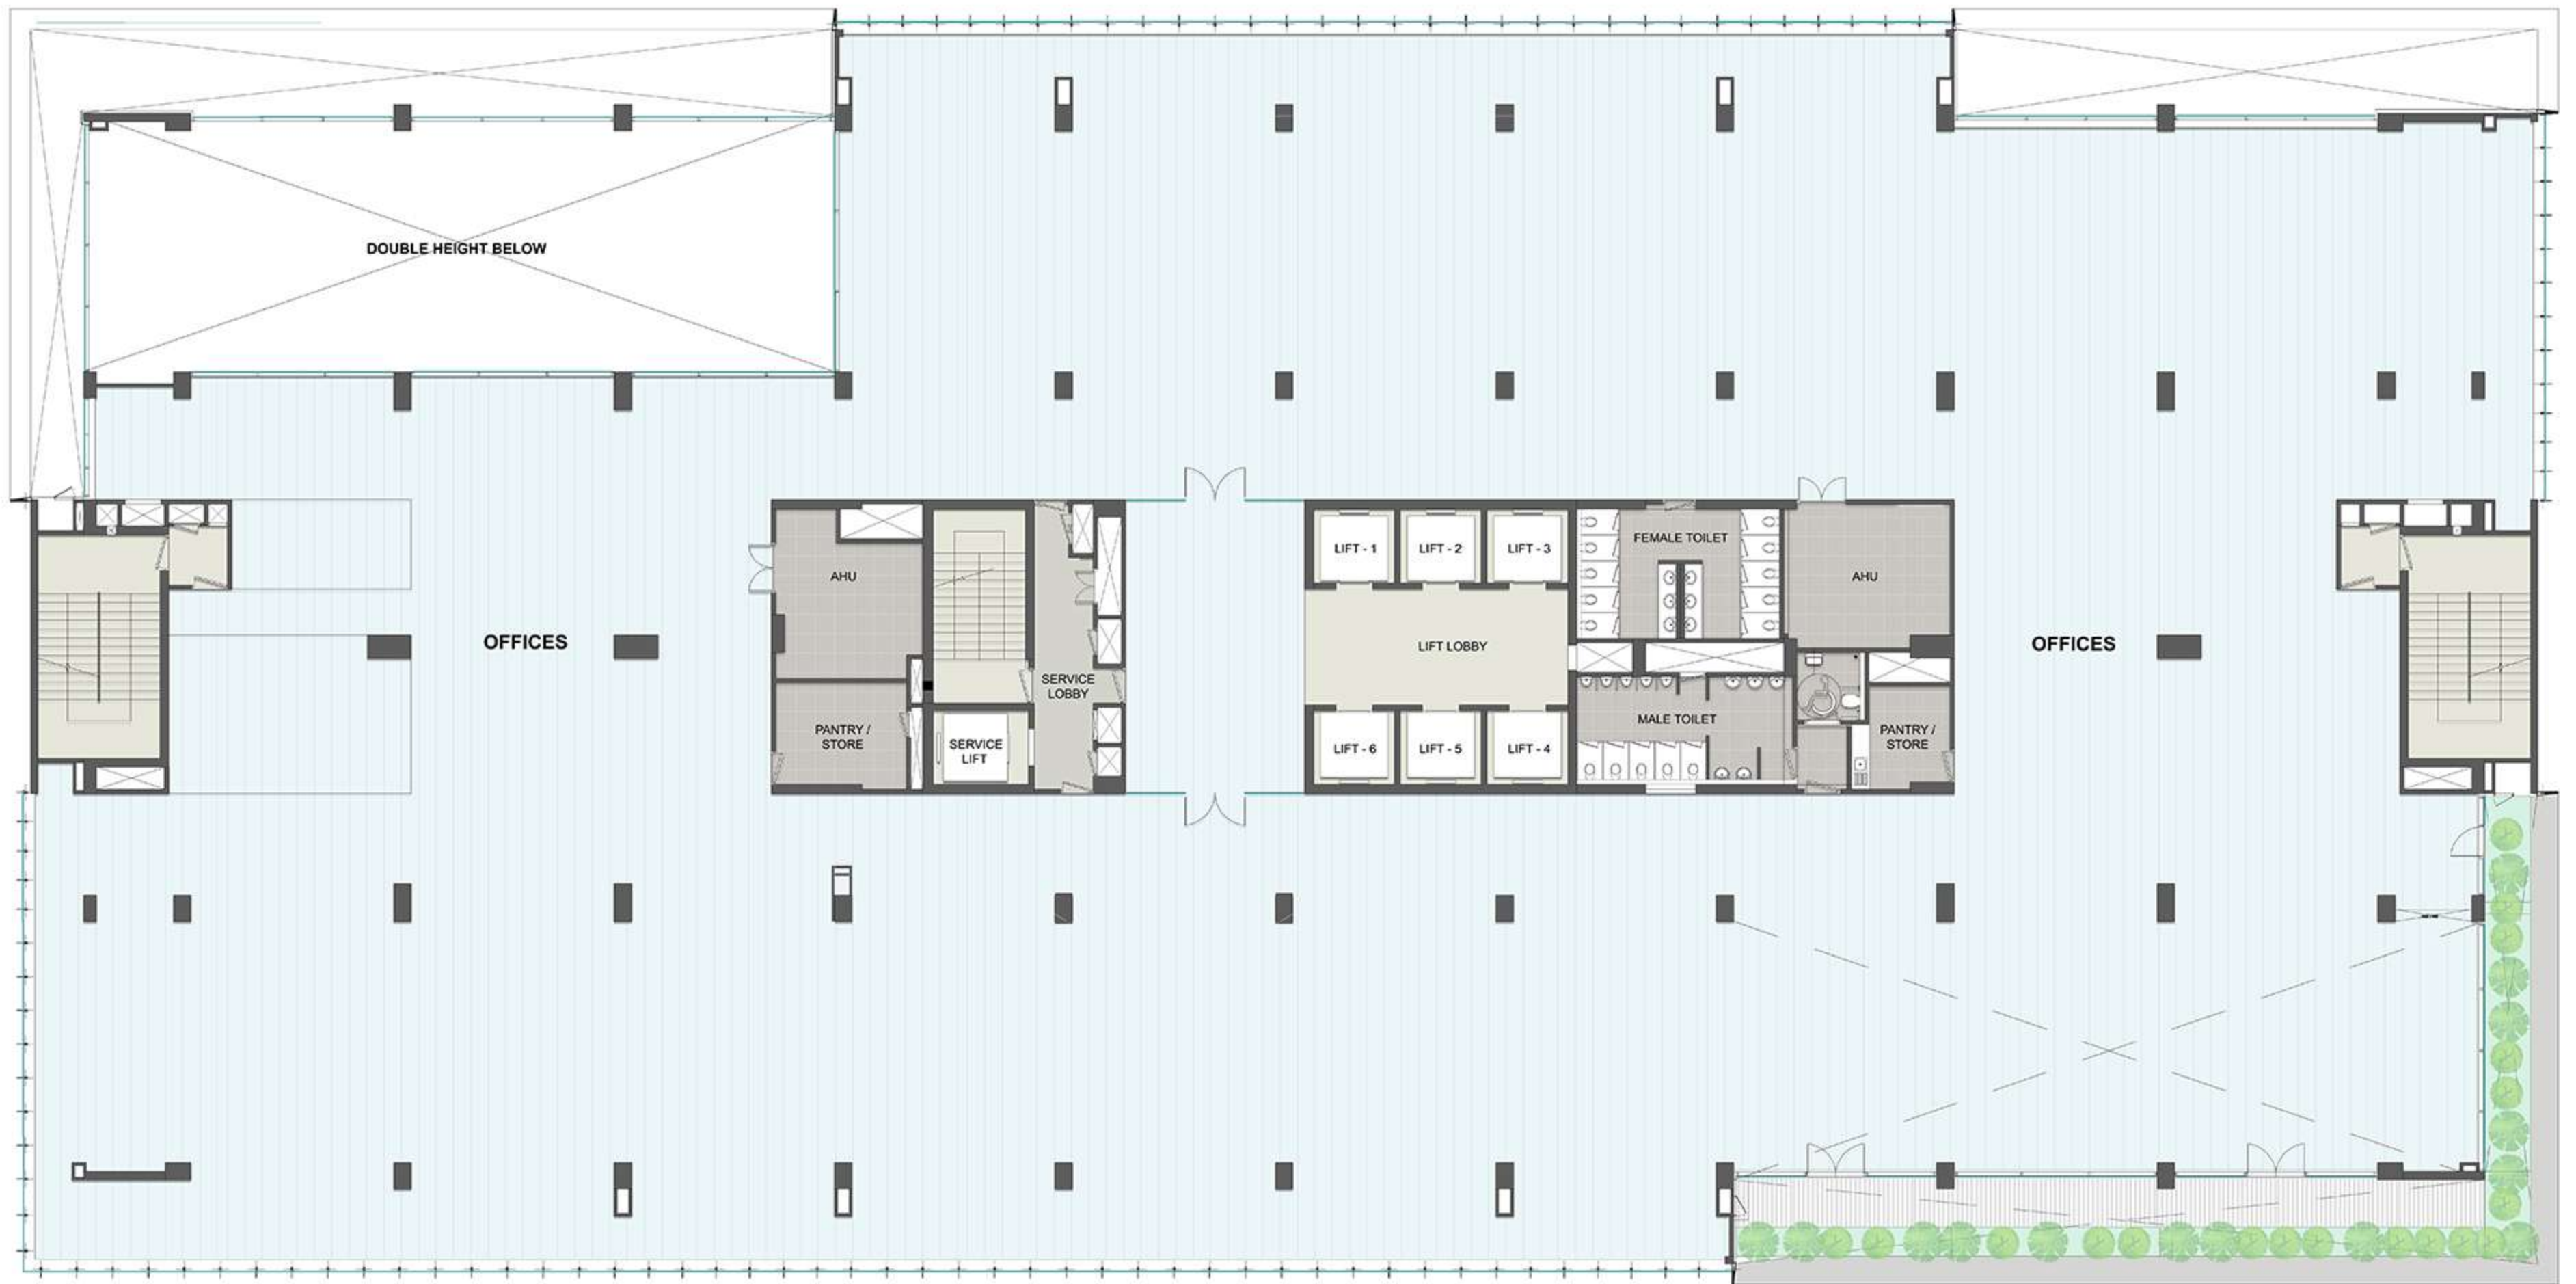 DOUBLE HEIGHT BELOW
LIFT - 1
LIFT - 2
LIFT - 3
FEMALE TOILET
AHU
AHU
OFFICES
LIFT LOBBY
OFFICES
SERVICE
LOBBY
PANTRY /
STORE
SERVICE
LIFT
LIFT - 6
LIFT - 5
LIFT - 4
MALE TOILET
PANTRY /
STORE